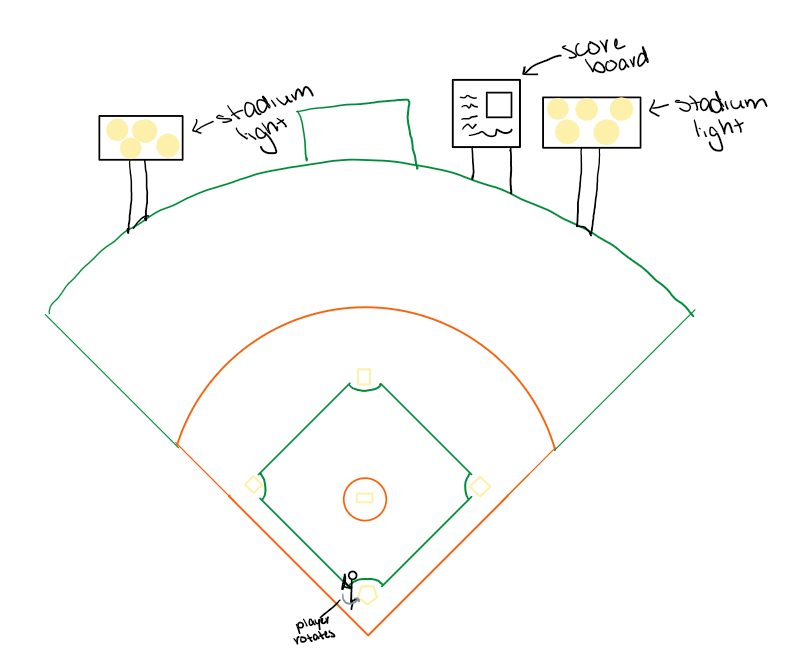 score
board
stadium
light
stadium
light
player
rotates